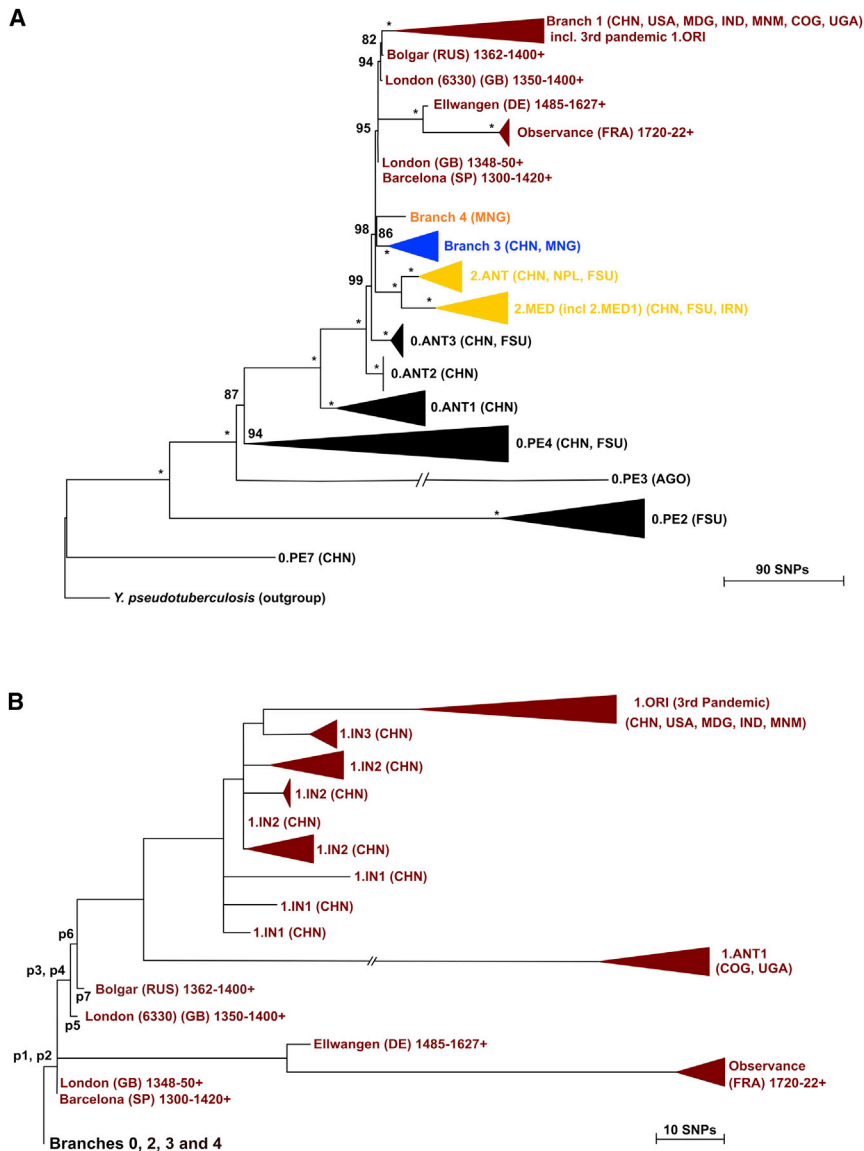 A
*
Branch 1 (CHN, USA, MDG, IND, MNM, COG, UGA)
incl. 3rd pandemic 1.ORI
82
Bolgar (RUS) 1362-1400+
94
London (6330) (GB) 1350-1400+
Ellwangen (DE) 1485-1627+
*
*
Observance (FRA) 1720-22+
95
London (GB) 1348-50+
Barcelona (SP) 1300-1420+
Branch 4 (MNG)
98
86
Branch 3 (CHN, MNG)
*
*
2.ANT (CHN, NPL, FSU)
99
*
2.MED (incl 2.MED1) (CHN, FSU, IRN)
*
0.ANT3 (CHN, FSU)
*
*
0.ANT2 (CHN)
*
87
*
0.ANT1 (CHN)
*
94
0.PE4 (CHN, FSU)
*
0.PE3 (AGO)
*
0.PE2 (FSU)
0.PE7 (CHN)
90 SNPs
Y. pseudotuberculosis (outgroup)
B
1.ORI (3rd Pandemic)
(CHN, USA, MDG, IND, MNM)
1.IN3 (CHN)
1.IN2 (CHN)
1.IN2 (CHN)
1.IN2 (CHN)
1.IN2 (CHN)
1.IN1 (CHN)
1.IN1 (CHN)
1.IN1 (CHN)
p6
1.ANT1
(COG, UGA)
p3, p4
Bolgar (RUS) 1362-1400+
p7
London (6330) (GB) 1350-1400+
p5
Ellwangen (DE) 1485-1627+
p1, p2
Observance
(FRA) 1720-22+
London (GB) 1348-50+
Barcelona (SP) 1300-1420+
10 SNPs
Branches 0, 2, 3 and 4